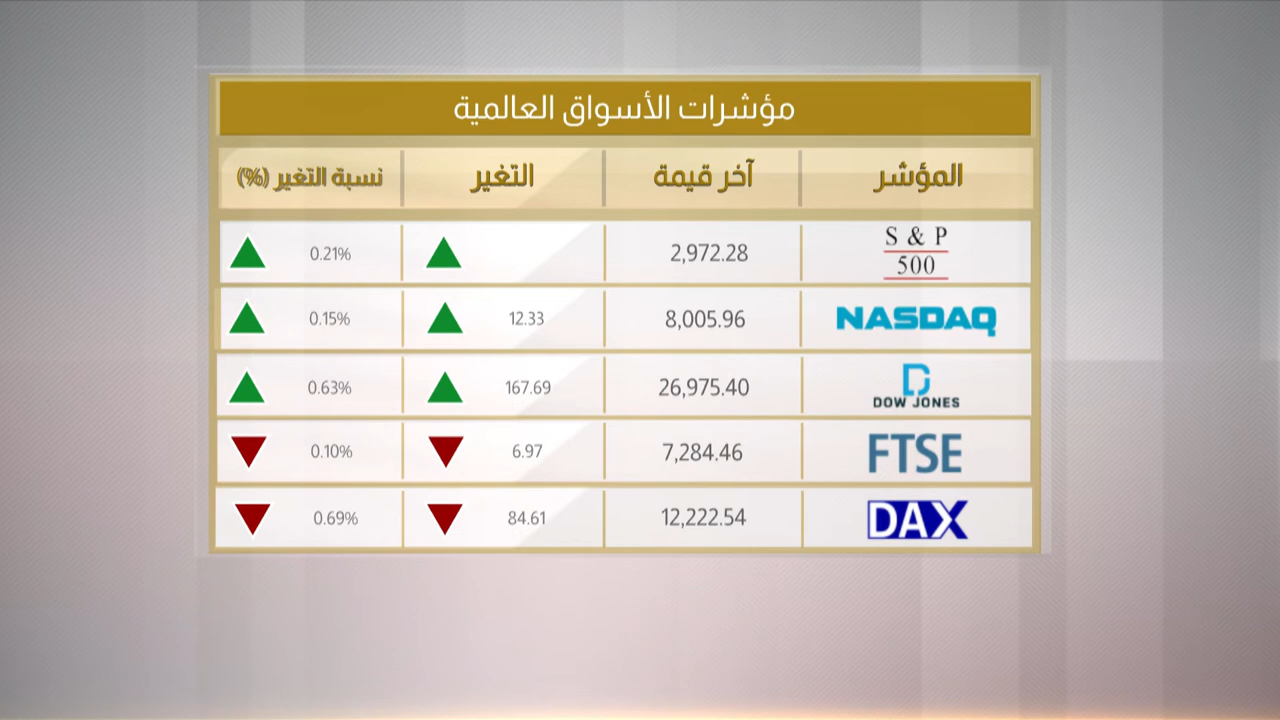 مؤشرات الأسواق العالمية
المؤشر آخر قيمة التغير نسبة التغير (%)
S & P 500 2,972.28 0.21%
NASDAQ 8,005.96 12.33 0.15%
DOW JONES 26,975.40 167.69 0.63%
FTSE 7,284.46 6.97 0.10%
DAX 12,222.54 84.61 0.69%